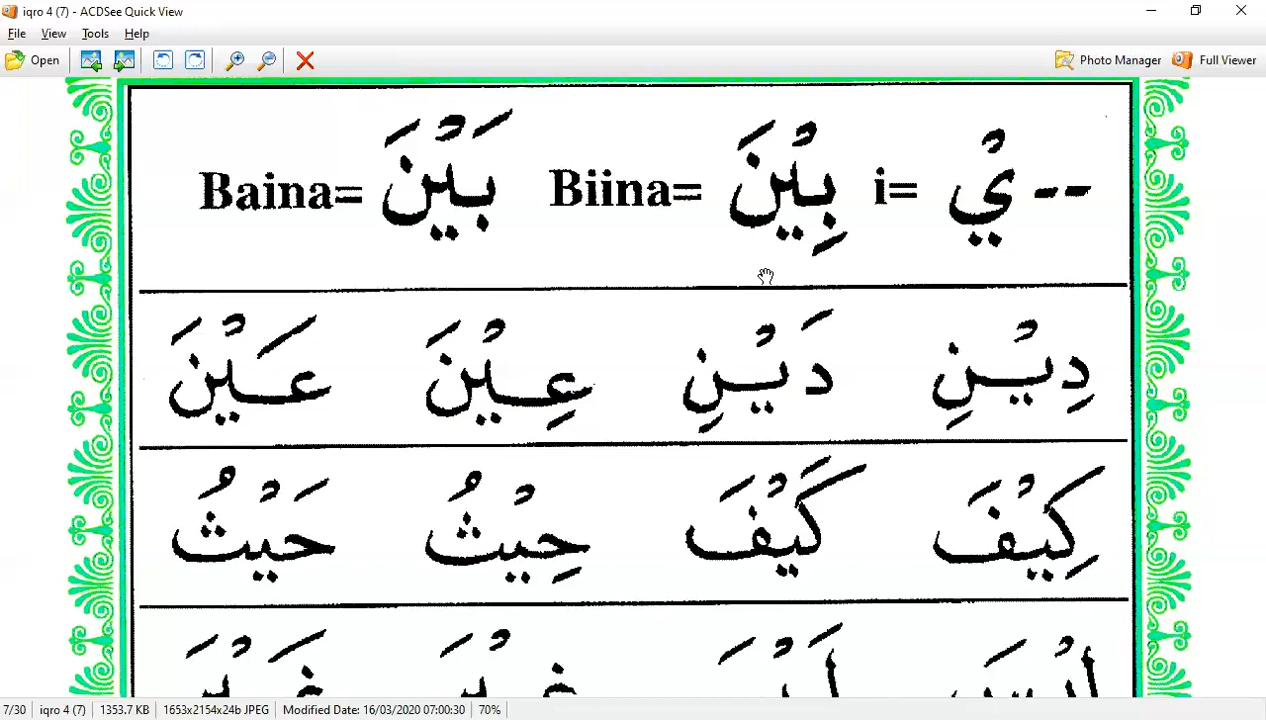 iqro 4 (7) - ACDSee Quick View
File View Tools Help
Open Photo Manager Full Viewer
--يْ =i بِيْنَ =Biina بَيْنَ =Baina
دِيْنِ دَيْنِ عِيْنَ عَيْنَ
كِيْفَ كَيْفَ حِيْثُ حَيْثُ
7/30 iqro 4 (7) 1353.7 KB 1653x2154x24b JPEG Modified Date: 16/03/2020 07:00:30 70%